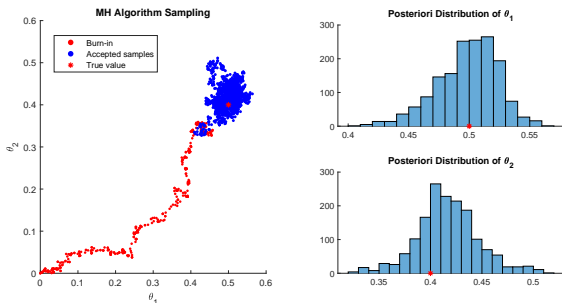 MH Algorithm Sampling
Burn-in
Accepted samples
True value
θ2
0.6
0.5
0.4
0.3
0.2
0.1
0
0 0.1 0.2 0.3 0.4 0.5 0.6
θ1
Posteriori Distribution of θ1
300
200
100
0
0.4 0.45 0.5 0.55
Posteriori Distribution of θ2
300
200
100
0
0.35 0.4 0.45 0.5